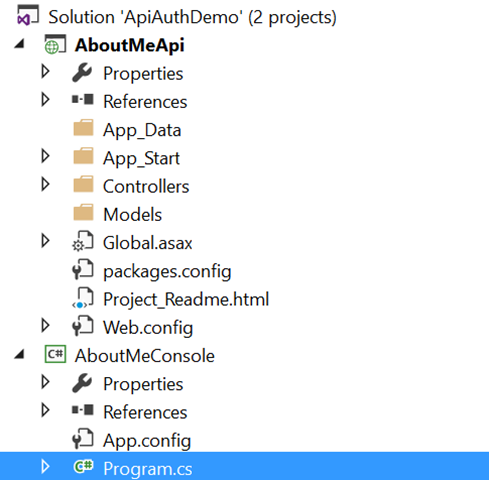 Solution 'ApiAuthDemo' (2 projects)
AboutMeApi
Properties
References
App_Data
App_Start
Controllers
Models
Global.asax
packages.config
Project_Readme.html
Web.config
C# AboutMeConsole
Properties
References
App.config
C# Program.cs